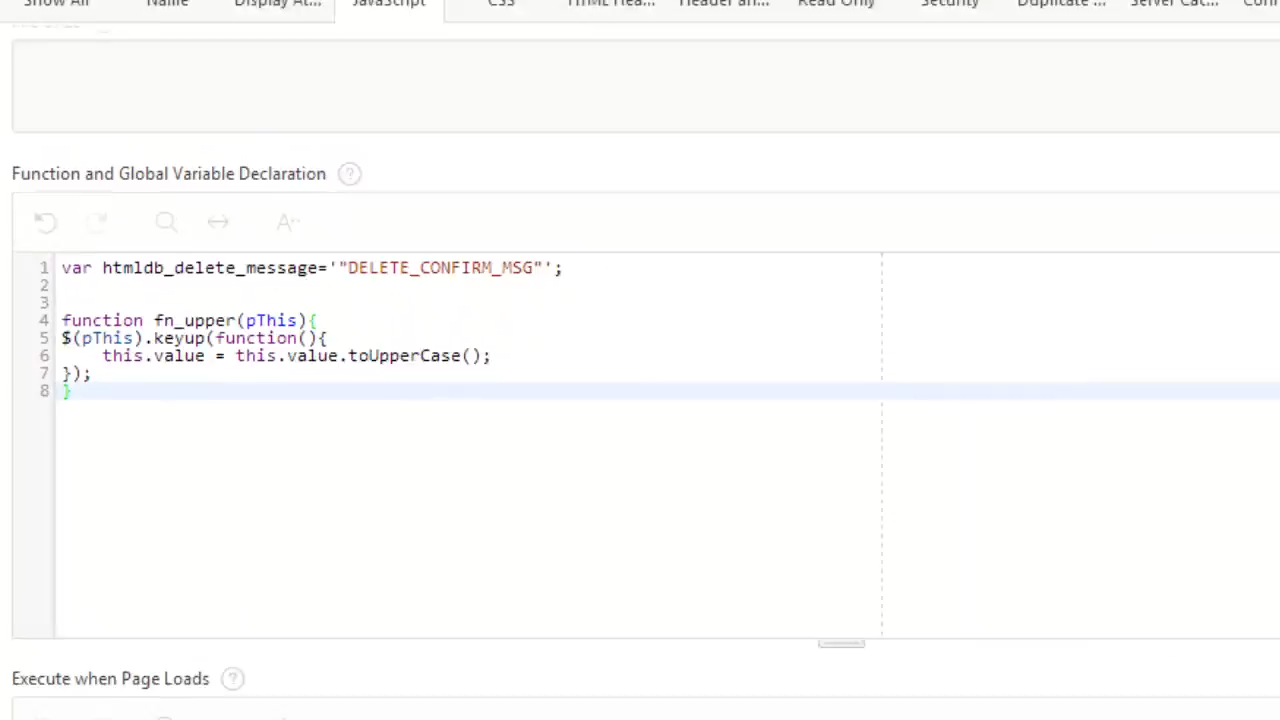 Show All Name Display At... JavaScript CSS HTML Hea... Header an... Read Only Security Duplicate ... Server Cac...
Function and Global Variable Declaration ?
1 var htmldb_delete_message='"DELETE_CONFIRM_MSG"';
2
3
4 function fn_upper(pThis){
5 $(pThis).keyup(function(){
6 this.value = this.value.toUpperCase();
7 });
8 }
Execute when Page Loads ?